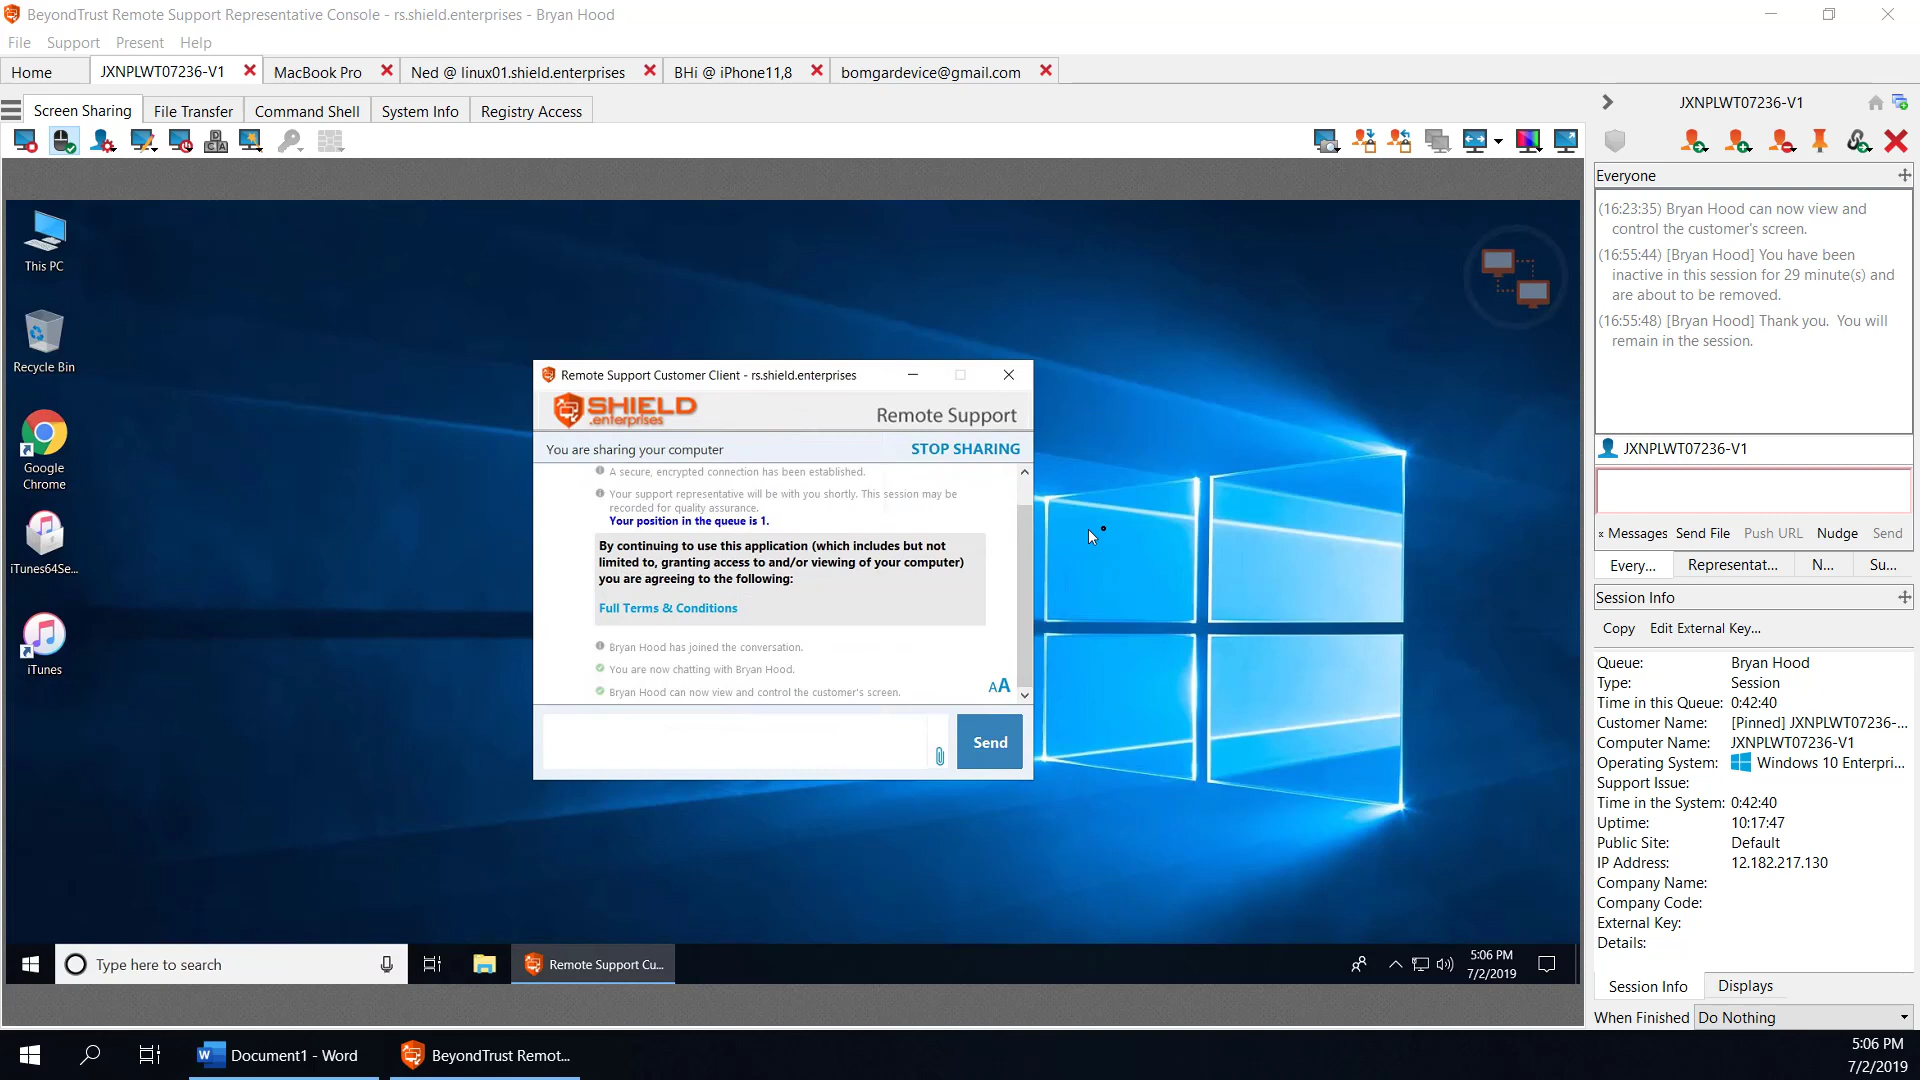 BeyondTrust Remote Support Representative Console - rs.shield.enterprises - Bryan Hood
File Support Present Help
Home JXNPLWT07236-V1 MacBook Pro Ned @ linux01.shield.enterprises BHi @ iPhone11,8 bomgardevice@gmail.com
Screen Sharing File Transfer Command Shell System Info Registry Access
JXNPLWT07236-V1
Everyone
(16:23:35) Bryan Hood can now view and
control the customer's screen.
(16:55:44) [Bryan Hood] You have been
inactive in this session for 29 minute(s) and
are about to be removed.
(16:55:48) [Bryan Hood] Thank you. You will
remain in the session.
JXNPLWT07236-V1
Messages Send File Push URL Nudge Send
Every... Representat... N... Su...
Session Info
Copy Edit External Key...
Queue: Bryan Hood
Type: Session
Time in this Queue: 0:42:40
Customer Name: [Pinned] JXNPLWT07236-...
Computer Name: JXNPLWT07236-V1
Operating System: Windows 10 Enterpri...
Support Issue:
Time in the System: 0:42:40
Uptime: 10:17:47
Public Site: Default
IP Address: 12.182.217.130
Company Name:
Company Code:
External Key:
Details:
Session Info Displays
When Finished Do Nothing
This PC
Recycle Bin
Google
Chrome
iTunes64Se...
iTunes
Remote Support Customer Client - rs.shield.enterprises
SHIELD
.enterprises
Remote Support
You are sharing your computer STOP SHARING
A secure, encrypted connection has been established.
Your support representative will be with you shortly. This session may be
recorded for quality assurance.
Your position in the queue is 1.
By continuing to use this application (which includes but not
limited to, granting access to and/or viewing of your computer)
you are agreeing to the following:
Full Terms & Conditions
Bryan Hood has joined the conversation.
You are now chatting with Bryan Hood.
Bryan Hood can now view and control the customer's screen.
AA
Send
Type here to search
Remote Support Cu...
5:06 PM
7/2/2019
Document1 - Word
BeyondTrust Remot...
5:06 PM
7/2/2019